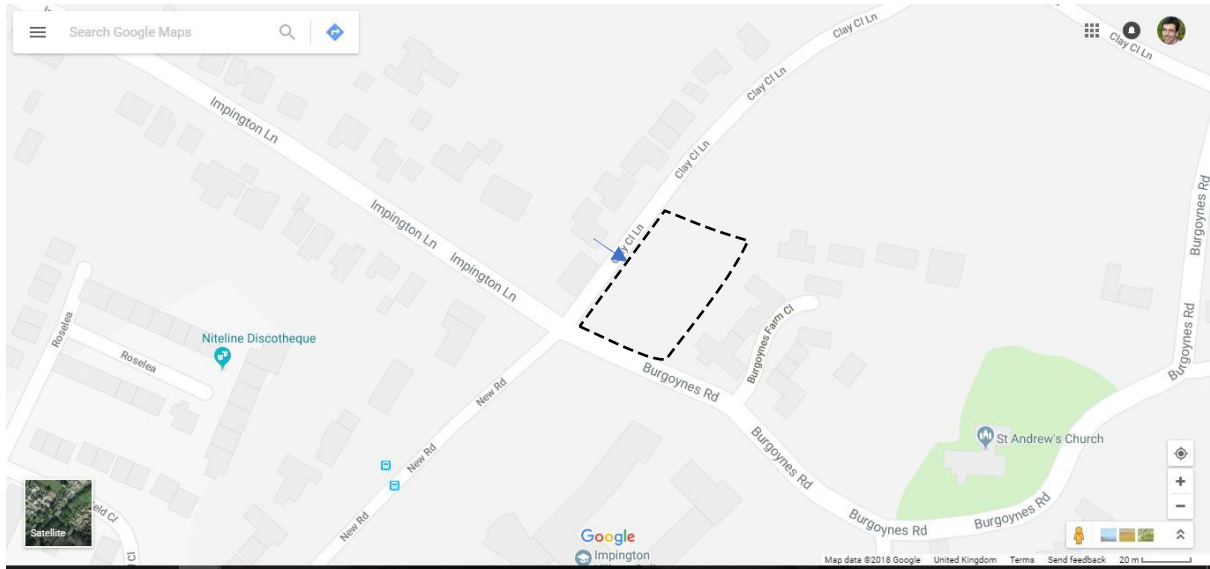 Search Google Maps
Clay Cl Ln
Clay Cl Ln
Clay Cl Ln
Impington Ln
Clay Cl Ln
Burgoynes Rd
Impington Ln
Impington Ln
Clay Cl Ln
Niteline Discotheque
Roselea
Roselea
Burgoynes Farm Cl
Burgoynes Rd
Burgoynes Rd
New Rd
St Andrew's Church
New Rd
Burgoynes Rd
New Rd
Burgoynes Rd
Burgoynes Rd
Satellite
Google
Impington
Map data ©2018 Google United Kingdom Terms Send feedback 20 m